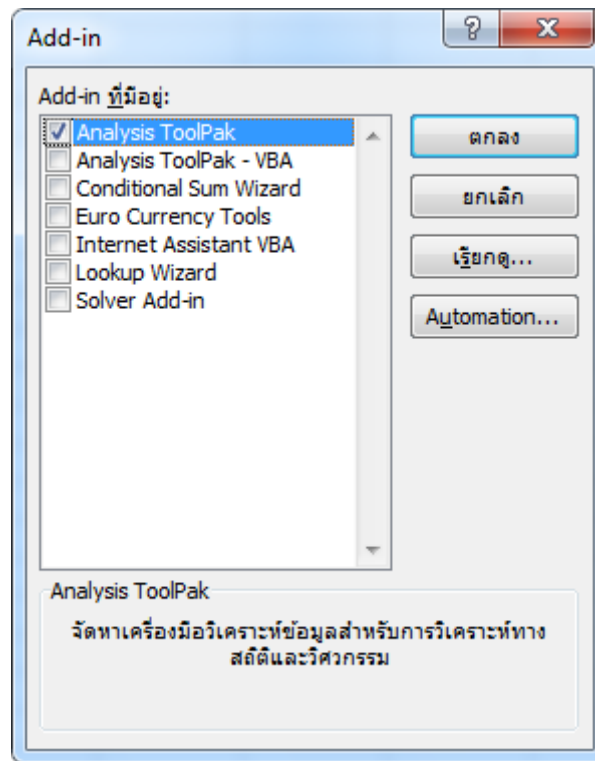 Add-in
Add-in ที่มีอยู่:
Analysis ToolPak
Analysis ToolPak - VBA
Conditional Sum Wizard
Euro Currency Tools
Internet Assistant VBA
Lookup Wizard
Solver Add-in
ตกลง
ยกเลิก
เรียกดู...
Automation...
Analysis ToolPak
จัดหาเครื่องมือวิเคราะห์ข้อมูลสำหรับการวิเคราะห์ทาง
สถิติและวิศวกรรม